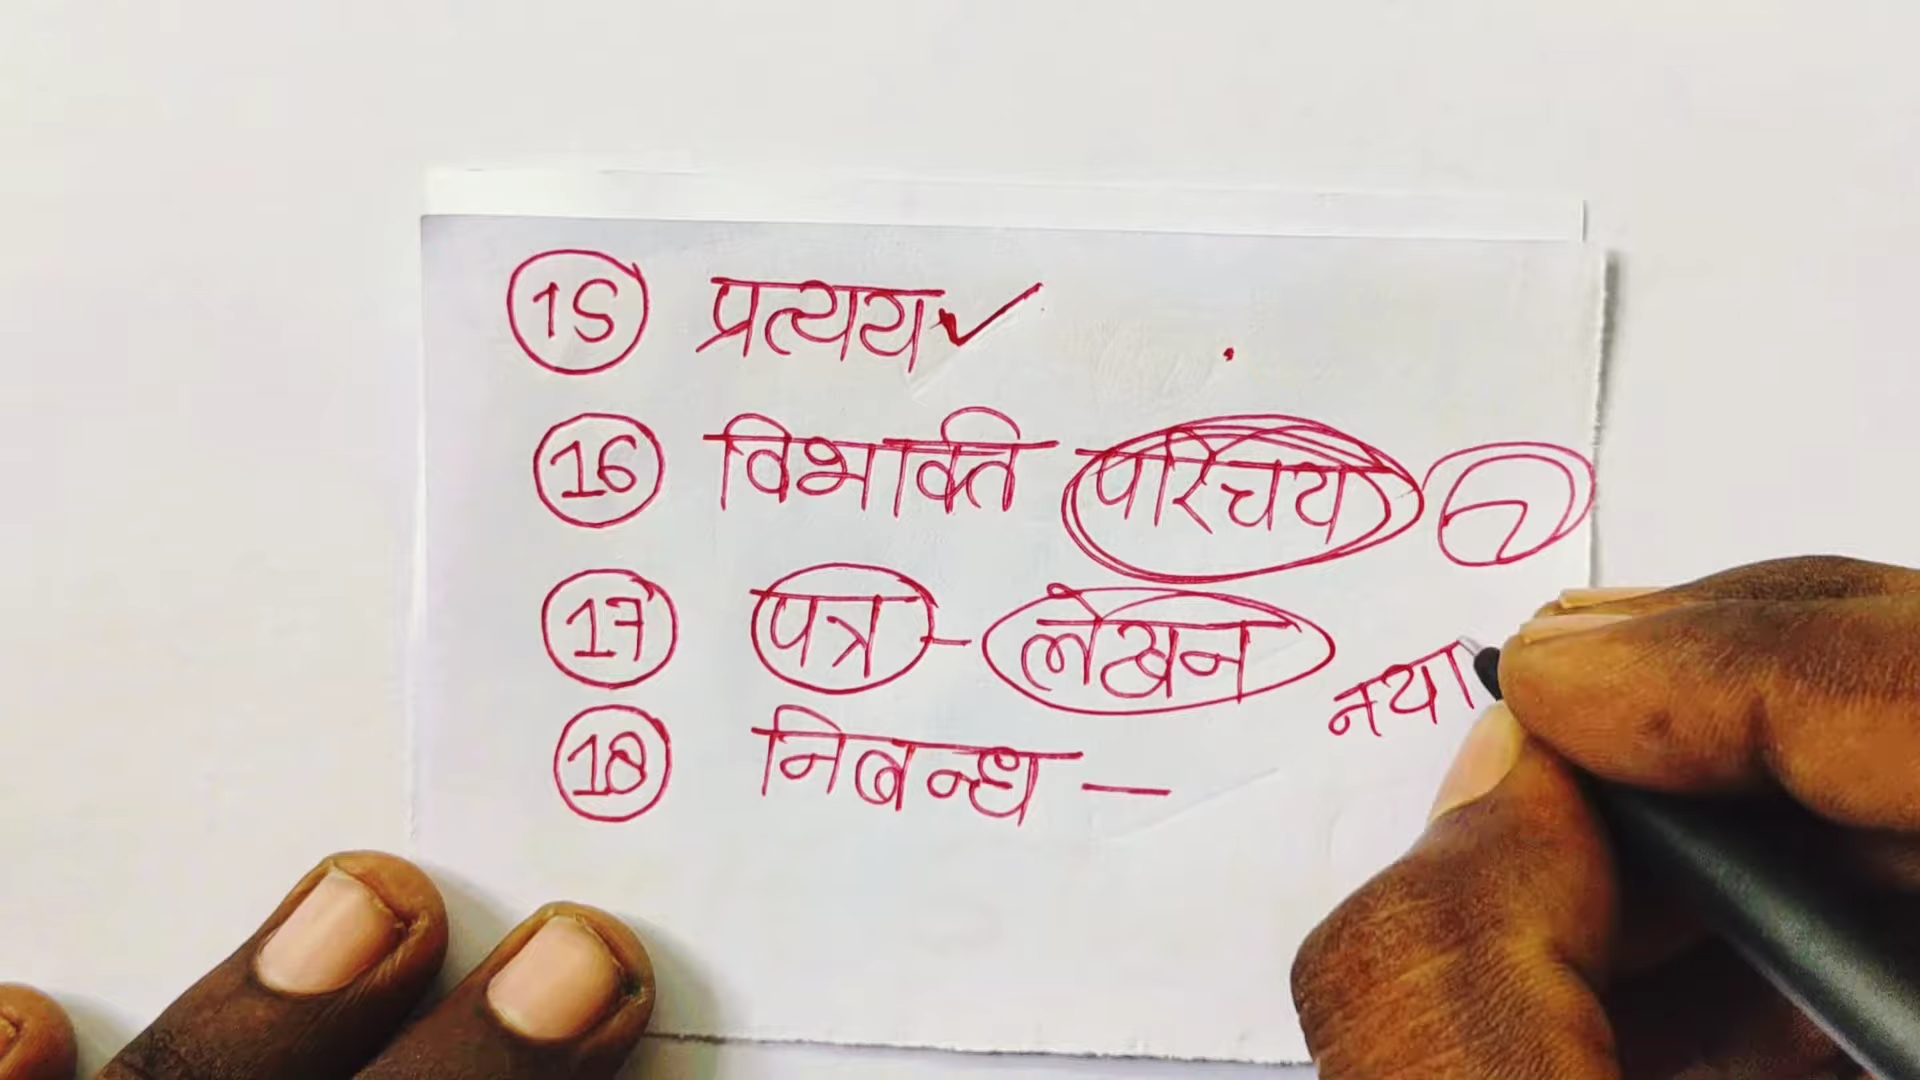 15 प्रत्यय
16 विभक्ति परिचय
17 पत्र - लेखन नया
18 निबन्ध -